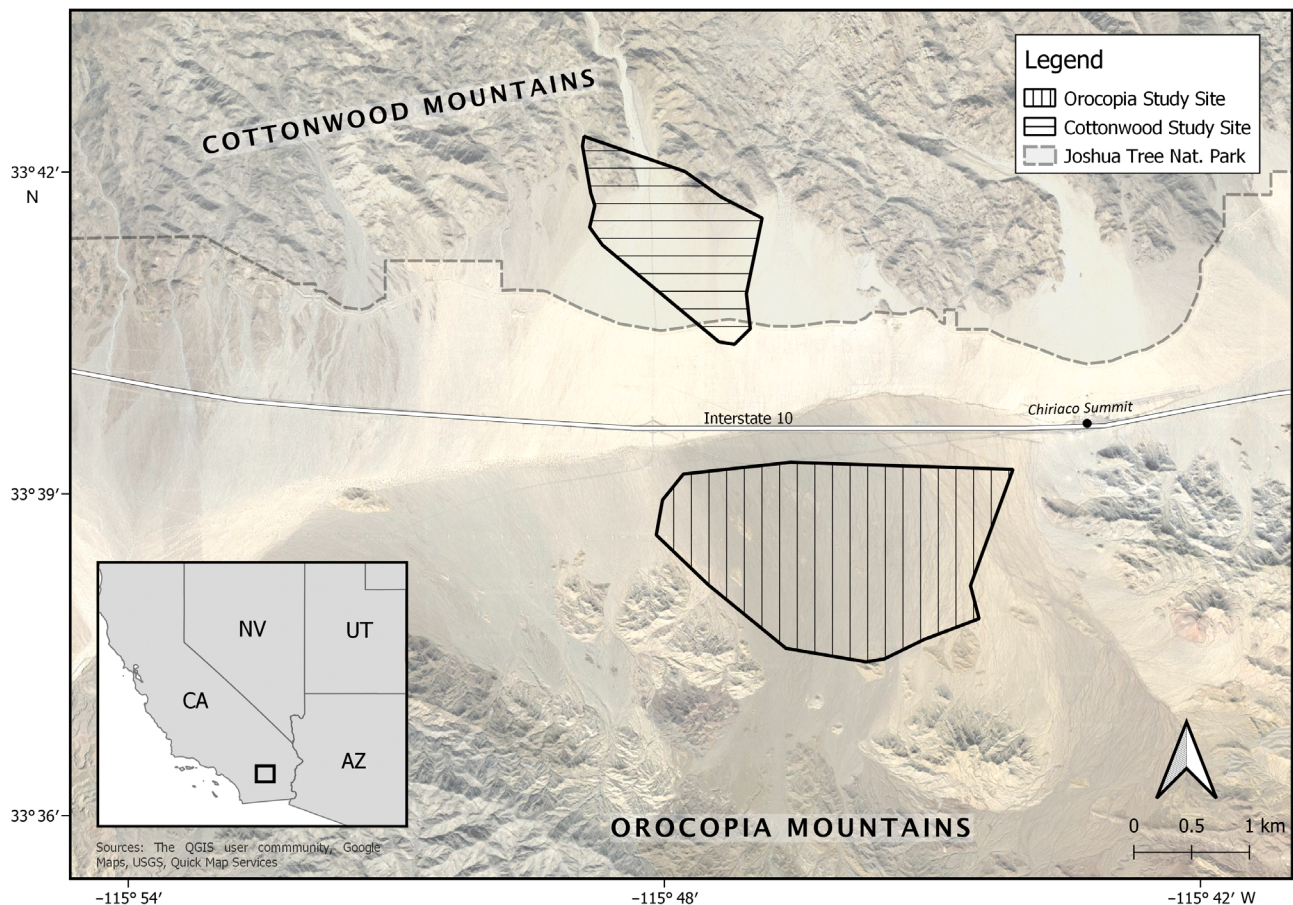 COTTONWOOD MOUNTAINS
Legend
Orocopia Study Site
Cottonwood Study Site
Joshua Tree Nat. Park
33° 42′
N
Interstate 10
Chiriaco Summit
33° 39′
NV
UT
CA
AZ
33° 36′
OROCOPIA MOUNTAINS
0 0.5 1 km
Sources: The QGIS user commmunity, Google
Maps, USGS, Quick Map Services
−115° 54′
−115° 48′
−115° 42′ W